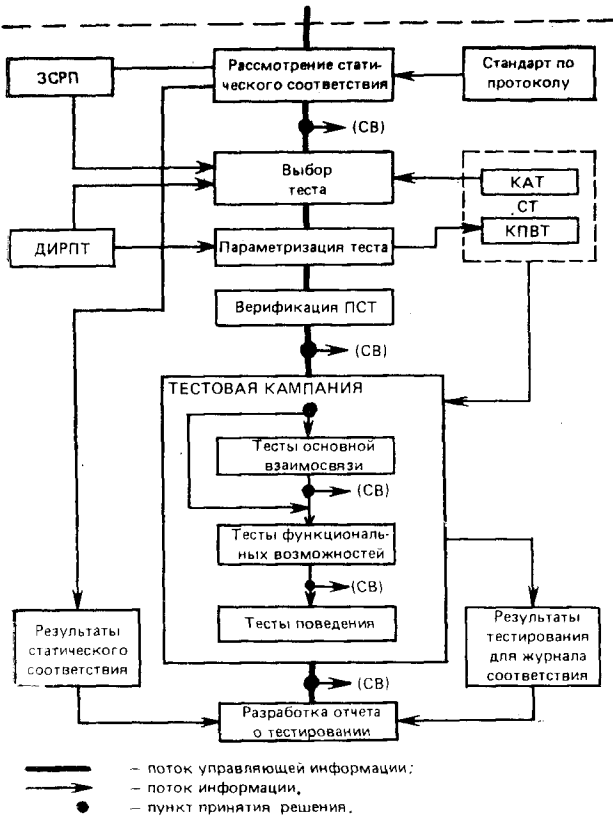 Рассмотрение стати-
ческого соответствия
ЗСРП
Стандарт по
протоколу
(СВ)
Выбор
теста
КАТ
СТ
КПВТ
ДИРПТ
Параметризация теста
Верификация ПСТ
(СВ)
ТЕСТОВАЯ КАМПАНИЯ
Тесты основной
взаимосвязи
(СВ)
Тесты функциональ-
ных возможностей
(СВ)
Тесты поведения
Результаты
статического
соответствия
Результаты
тестирования
для журнала
соответствия
(СВ)
Разработка отчета
о тестировании
– поток управляющей информации;
– поток информации,
– пункт принятия решения.